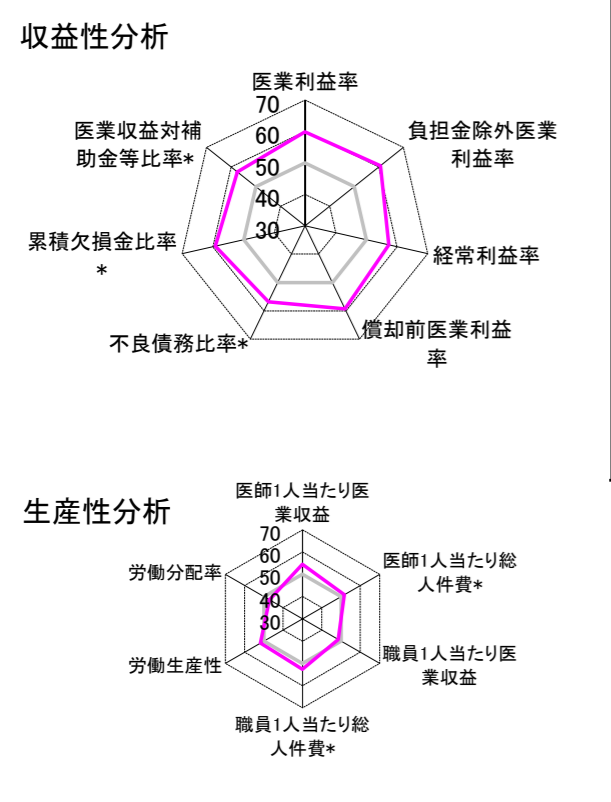 収益性分析
医業利益率
70
60
50
40
30
負担金除外医業
利益率
経常利益率
償却前医業利益
率
不良債務比率*
累積欠損金比率
*
医業収益対補
助金等比率*
生産性分析
医師1人当たり医
業収益
70
60
50
40
30
医師1人当たり総
人件費*
職員1人当たり医
業収益
職員1人当たり総
人件費*
労働生産性
労働分配率